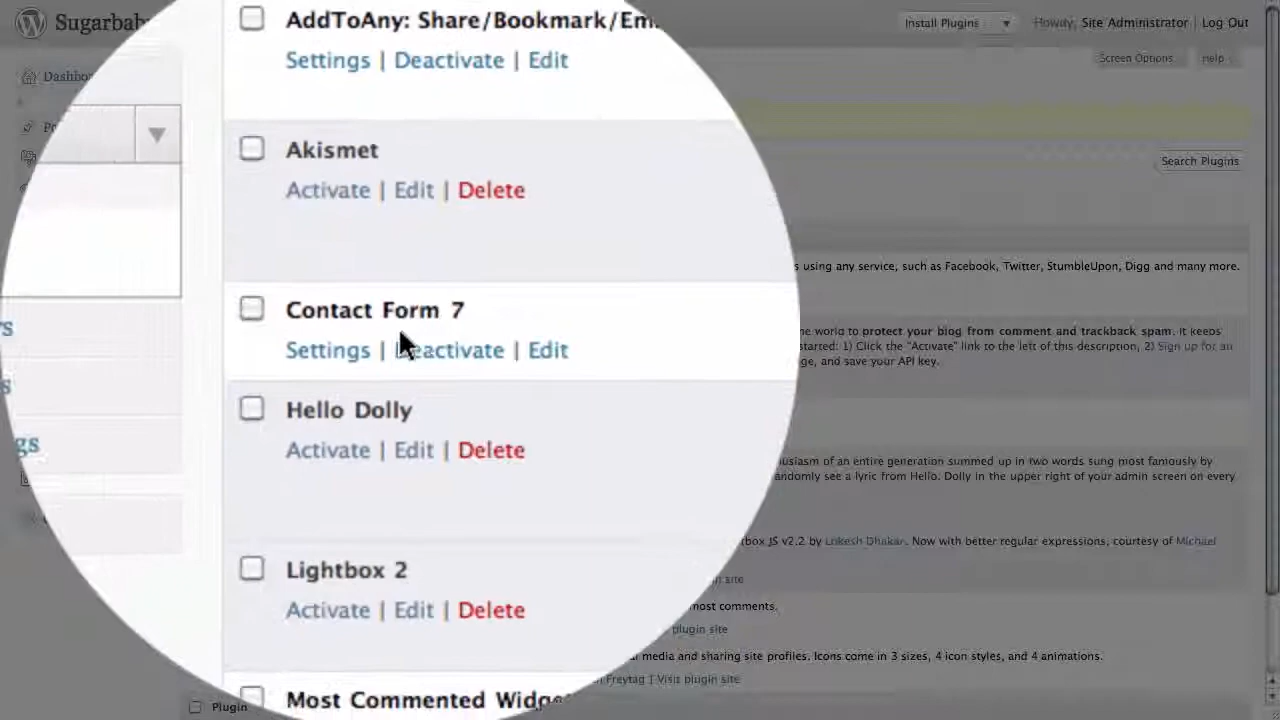 Sugarbab
Install Plugins
Howdy, Site Administrator | Log Out
Screen Options
Help
Dashbo
Search Plugins
AddToAny: Share/Bookmark/Em
Settings | Deactivate | Edit
Akismet
Activate | Edit | Delete
s using any service, such as Facebook, Twitter, StumbleUpon, Digg and many more.
Contact Form 7
Settings | Deactivate | Edit
he world to protect your blog from comment and trackback spam. It keeps
started: 1) Click the "Activate" link to the left of this description, 2) Sign up for an
ge, and save your API key.
rs
s
gs
Hello Dolly
Activate | Edit | Delete
usiasm of an entire generation summed up in two words sung most famously by
andomly see a lyric from Hello, Dolly in the upper right of your admin screen on every
Lightbox 2
Activate | Edit | Delete
box JS v2.2 by Lokesh Dhakar. Now with better regular expressions, courtesy of Michael
in site
most comments.
plugin site
l media and sharing site profiles. Icons come in 3 sizes, 4 icon styles, and 4 animations.
Freytag | Visit plugin site
Most Commented Widge
Plugin